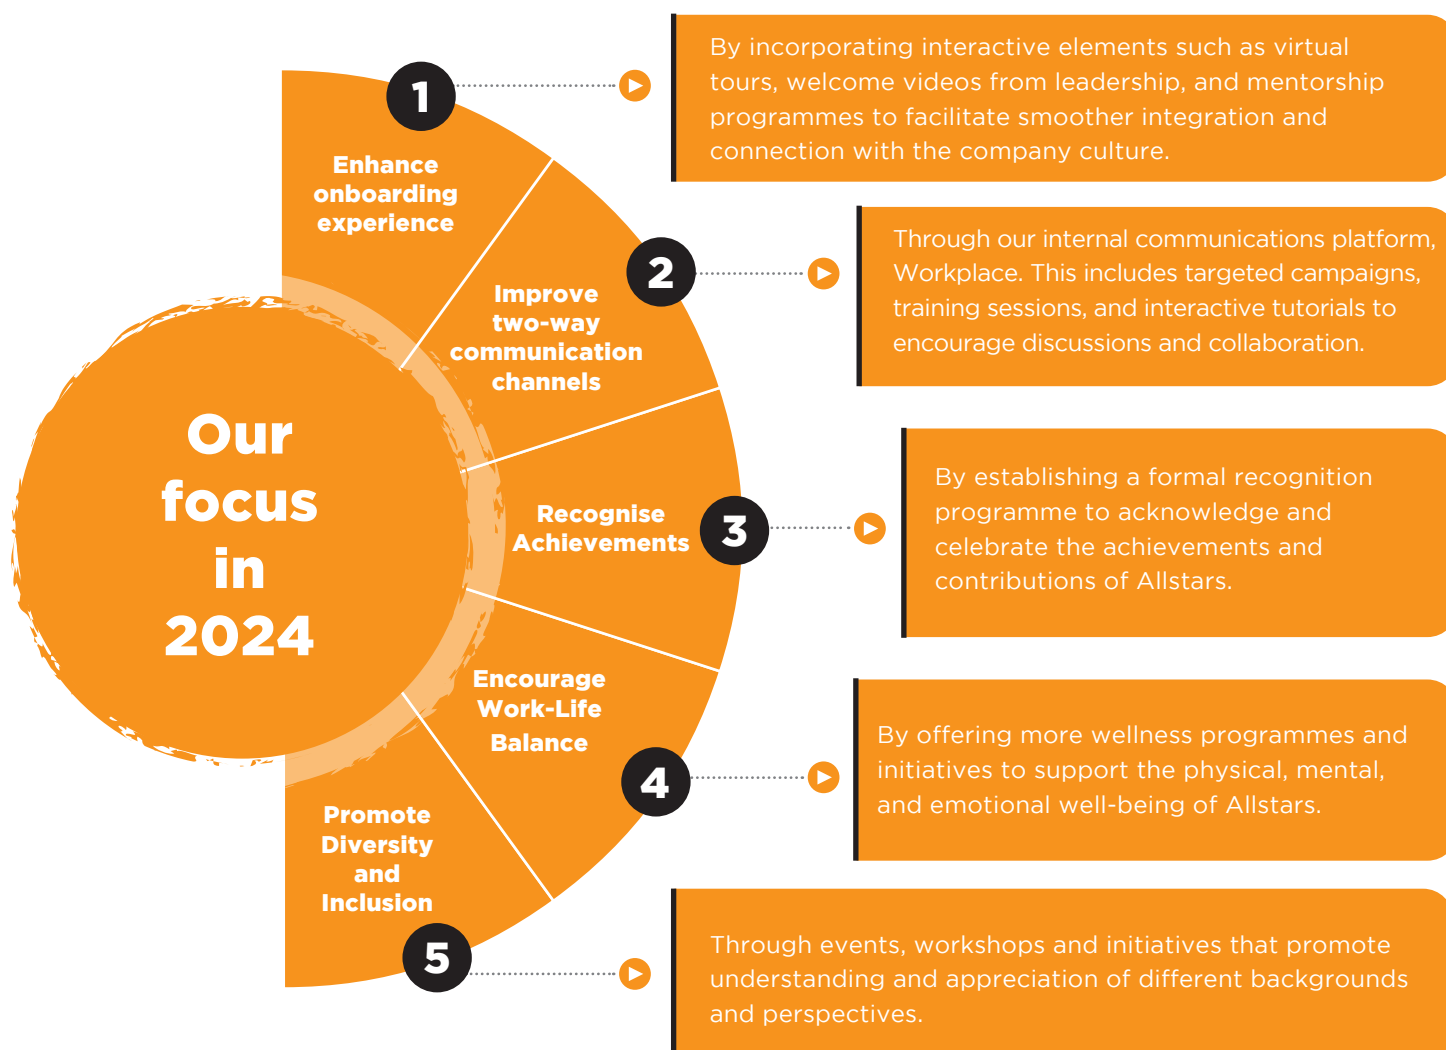 Our
focus
in
2024
1
Enhance
onboarding
experience
By incorporating interactive elements such as virtual
tours, welcome videos from leadership, and mentorship
programmes to facilitate smoother integration and
connection with the company culture.
2
Improve
two-way
communication
channels
Through our internal communications platform,
Workplace. This includes targeted campaigns,
training sessions, and interactive tutorials to
encourage discussions and collaboration.
3
Recognise
Achievements
By establishing a formal recognition
programme to acknowledge and
celebrate the achievements and
contributions of Allstars.
4
Encourage
Work-Life
Balance
By offering more wellness programmes and
initiatives to support the physical, mental,
and emotional well-being of Allstars.
5
Promote
Diversity
and
Inclusion
Through events, workshops and initiatives that promote
understanding and appreciation of different backgrounds
and perspectives.